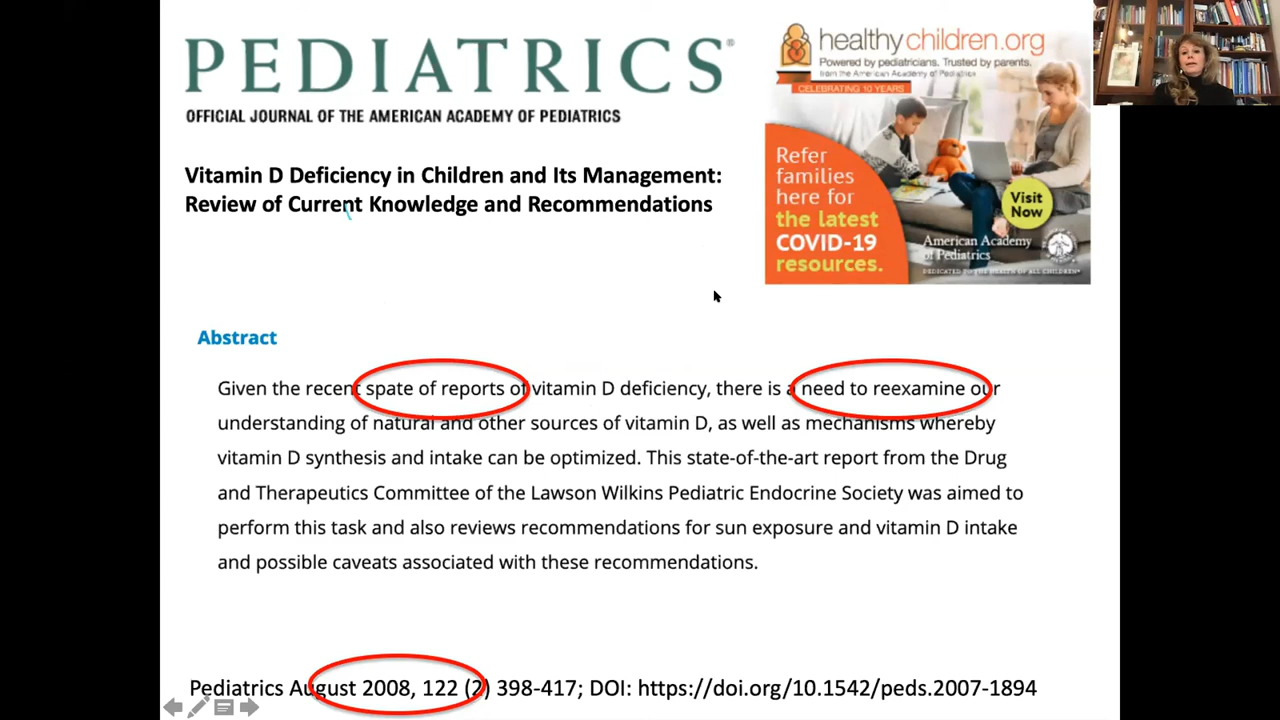 PEDIATRICS®
OFFICIAL JOURNAL OF THE AMERICAN ACADEMY OF PEDIATRICS
healthychildren.org
Powered by pediatricians. Trusted by parents.
from the American Academy of Pediatrics
CELEBRATING 10 YEARS
Refer
families
here for
the latest
COVID-19
resources.
Visit
Now
American Academy
of Pediatrics
DEDICATED TO THE HEALTH OF ALL CHILDREN®
Vitamin D Deficiency in Children and Its Management:
Review of Current Knowledge and Recommendations
Abstract
Given the recent spate of reports of vitamin D deficiency, there is a need to reexamine our
understanding of natural and other sources of vitamin D, as well as mechanisms whereby
vitamin D synthesis and intake can be optimized. This state-of-the-art report from the Drug
and Therapeutics Committee of the Lawson Wilkins Pediatric Endocrine Society was aimed to
perform this task and also reviews recommendations for sun exposure and vitamin D intake
and possible caveats associated with these recommendations.
Pediatrics August 2008, 122 (2) 398-417; DOI: https://doi.org/10.1542/peds.2007-1894